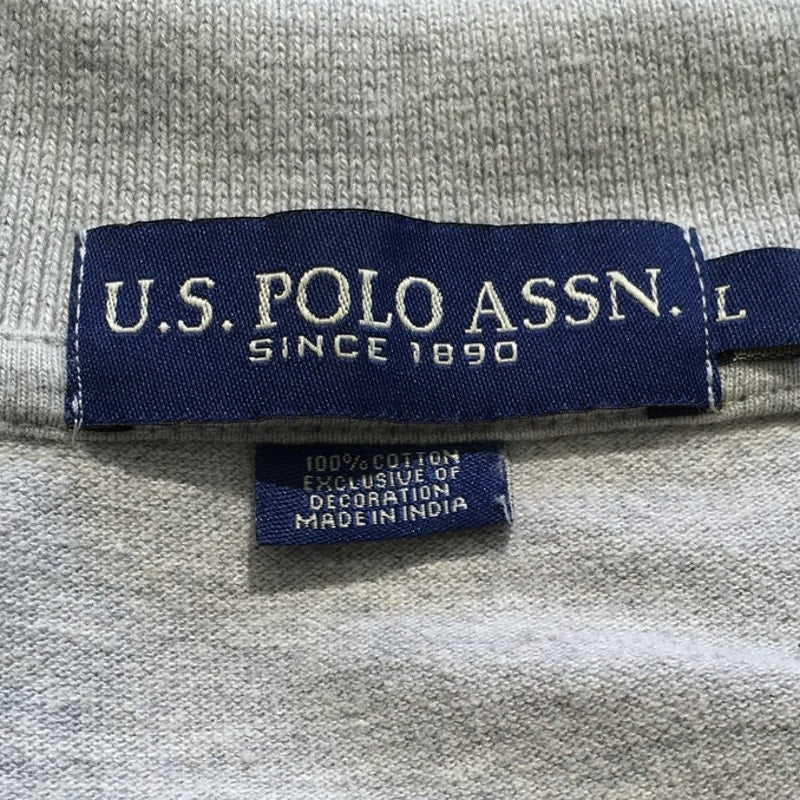 U.S. POLO ASSN.
SINCE 1890
L
100% COTTON
EXCLUSIVE OF
DECORATION
MADE IN INDIA